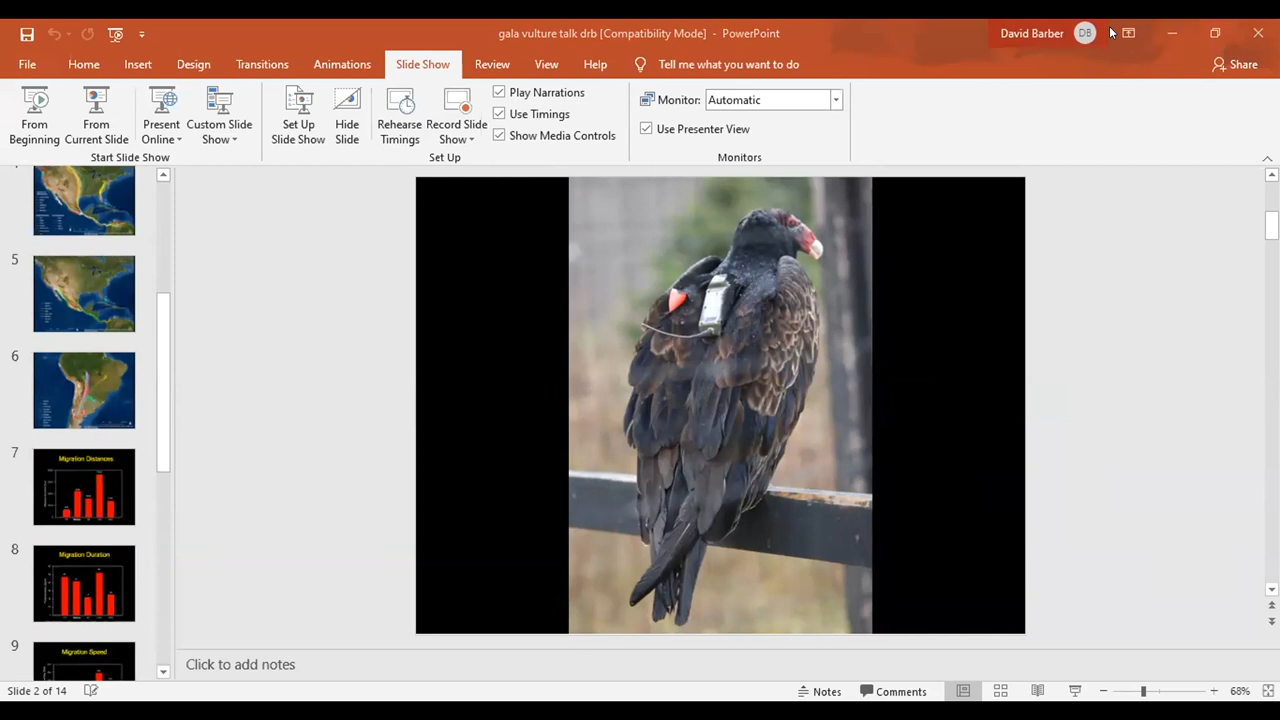 gala vulture talk drb [Compatibility Mode] - PowerPoint
David Barber DB
File Home Insert Design Transitions Animations Slide Show Review View Help Tell me what you want to do Share
From Beginning
From Current Slide
Present Online
Custom Slide Show
Start Slide Show
Set Up Slide Show
Hide Slide
Rehearse Timings
Record Slide Show
Play Narrations
Use Timings
Show Media Controls
Set Up
Monitor: Automatic
Use Presenter View
Monitors
5
6
7
Migration Distances
8
Migration Duration
9
Migration Speed
Click to add notes
Slide 2 of 14 Notes Comments 68%